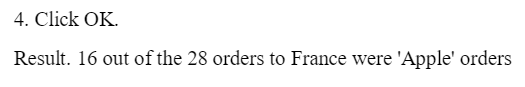 4. Click OK.
Result. 16 out of the 28 orders to France were 'Apple' orders